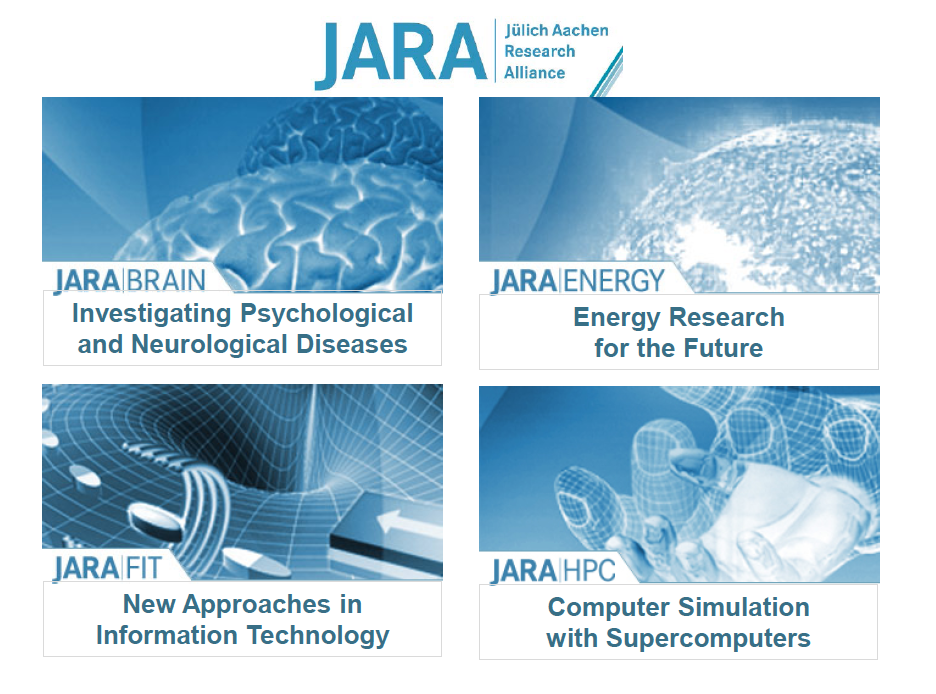 JARA
Jülich Aachen
Research
Alliance
JARA|BRAIN
Investigating Psychological
and Neurological Diseases
JARA|ENERGY
Energy Research
for the Future
JARA|FIT
New Approaches in
Information Technology
JARA|HPC
Computer Simulation
with Supercomputers